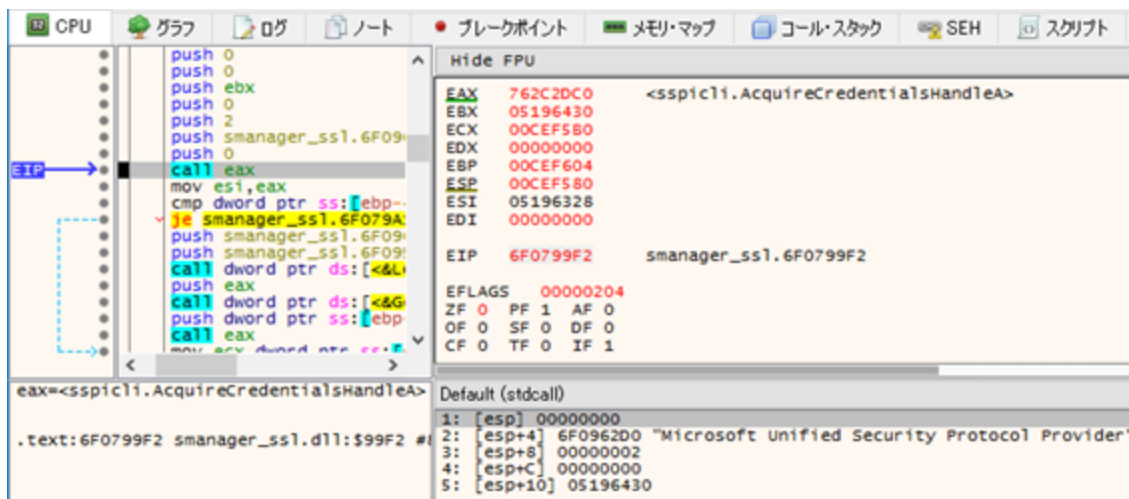 CPU グラフ ログ ノート ブレークポイント メモリ・マップ コール・スタック SEH スクリプト
push 0
push 0
push ebx
push 0
push 2
push smanager_ssl.6F09
push 0
EIP call eax
mov esi,eax
cmp dword ptr ss:[ebp-
je smanager_ssl.6F079A
push smanager_ssl.6F09
push smanager_ssl.6F09
call dword ptr ds:[<&L
push eax
call dword ptr ds:[<&G
push dword ptr ss:[ebp
call eax
mov ecx dword ptr ss:[
Hide FPU
EAX 762C2DC0 <sspicli.AcquireCredentialsHandleA>
EBX 05196430
ECX 00CEF5B0
EDX 00000000
EBP 00CEF604
ESP 00CEF580
ESI 05196328
EDI 00000000
EIP 6F0799F2 smanager_ssl.6F0799F2
EFLAGS 00000204
ZF 0 PF 1 AF 0
OF 0 SF 0 DF 0
CF 0 TF 0 IF 1
eax=<sspicli.AcquireCredentialsHandleA>
.text:6F0799F2 smanager_ssl.dll:$99F2 #
Default (stdcall)
1: [esp] 00000000
2: [esp+4] 6F0962D0 "Microsoft Unified Security Protocol Provider"
3: [esp+8] 00000002
4: [esp+C] 00000000
5: [esp+10] 05196430